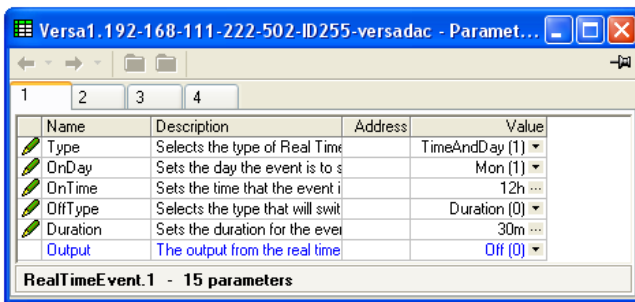 Versa1.192-168-111-222-502-ID255-versadac - Paramet...
1 2 3 4
Name Description Address Value
Type Selects the type of Real Time TimeAndDay (1)
OnDay Sets the day the event is to s Mon (1)
OnTime Sets the time that the event i 12h ...
OffType Selects the type that will swit Duration (0)
Duration Sets the duration for the ever 30m ...
Output The output from the real time Off (0)
RealTimeEvent.1 - 15 parameters